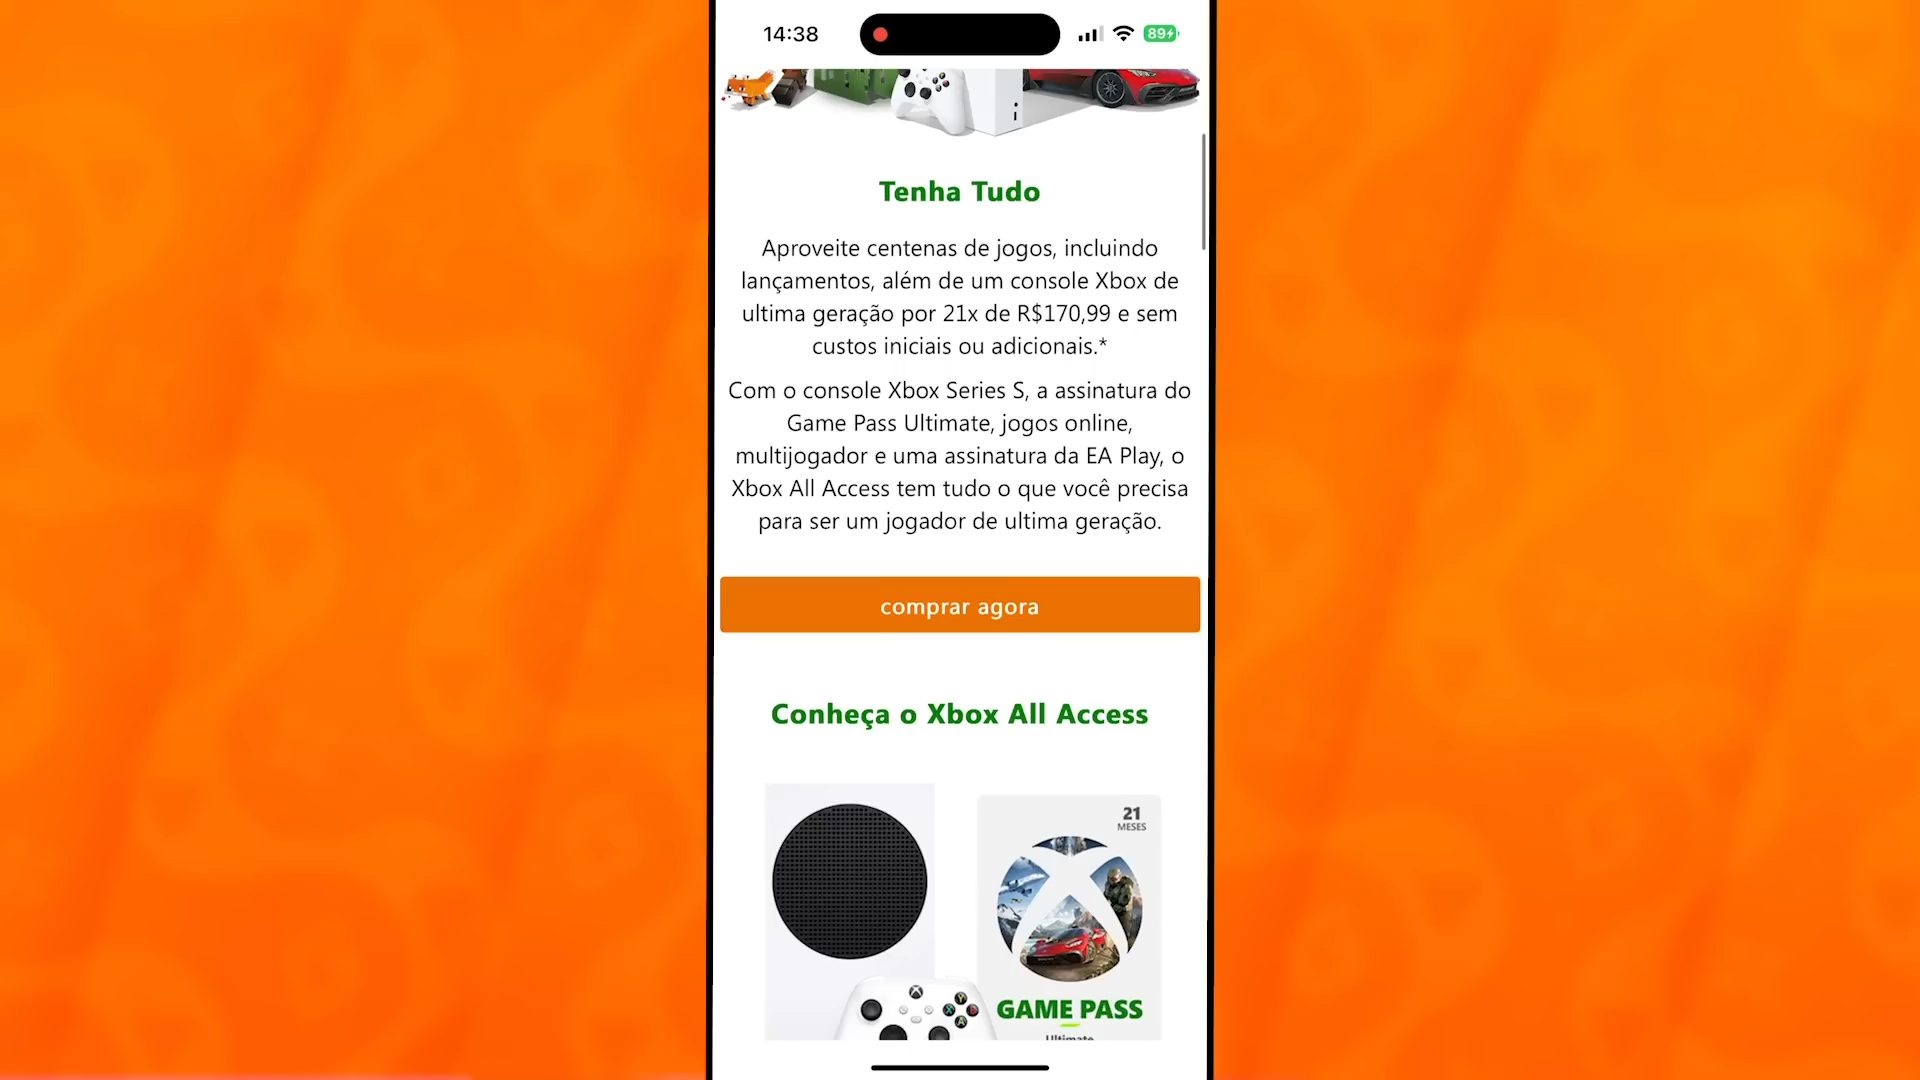 14:38
89
Tenha Tudo
Aproveite centenas de jogos, incluindo
lançamentos, além de um console Xbox de
ultima geração por 21x de R$170,99 e sem
custos iniciais ou adicionais.*
Com o console Xbox Series S, a assinatura do
Game Pass Ultimate, jogos online,
multijogador e uma assinatura da EA Play, o
Xbox All Access tem tudo o que você precisa
para ser um jogador de ultima geração.
comprar agora
Conheça o Xbox All Access
21
MESES
Y
X
B
A
GAME PASS
Ultimate